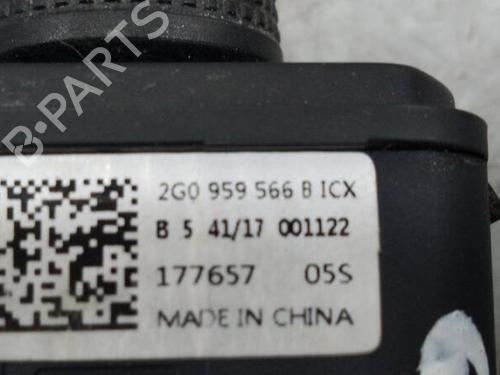 B-PARTS
2G0 959 566 B ICX
B 5 41/17 001122
177657 05S
MADE IN CHINA